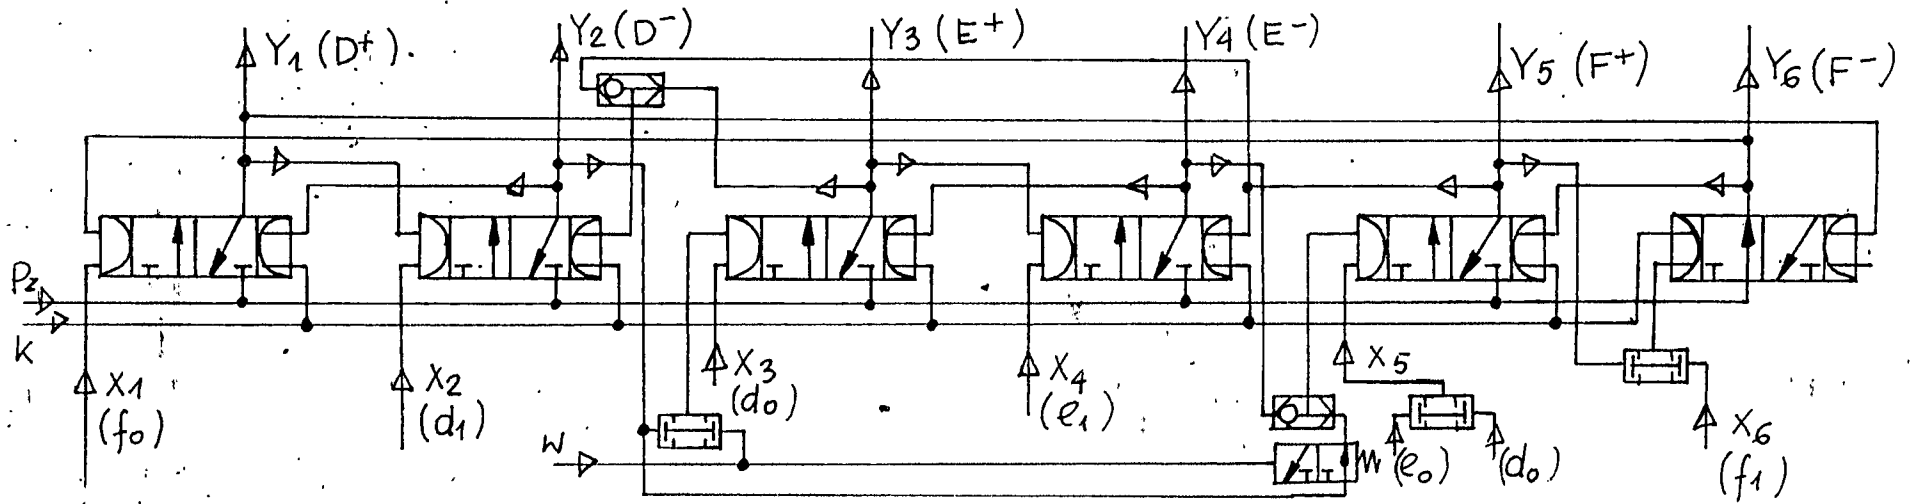 Y1 (D+).
Y2 (D-)
Y3 (E+)
Y4 (E-)
Y5 (F+)
Y6 (F-)
Pz
K
X1
(f0)
X2
(d1)
X3
(d0)
X4
(e1)
X5
(e0)
(d0)
X6
(f1)
W